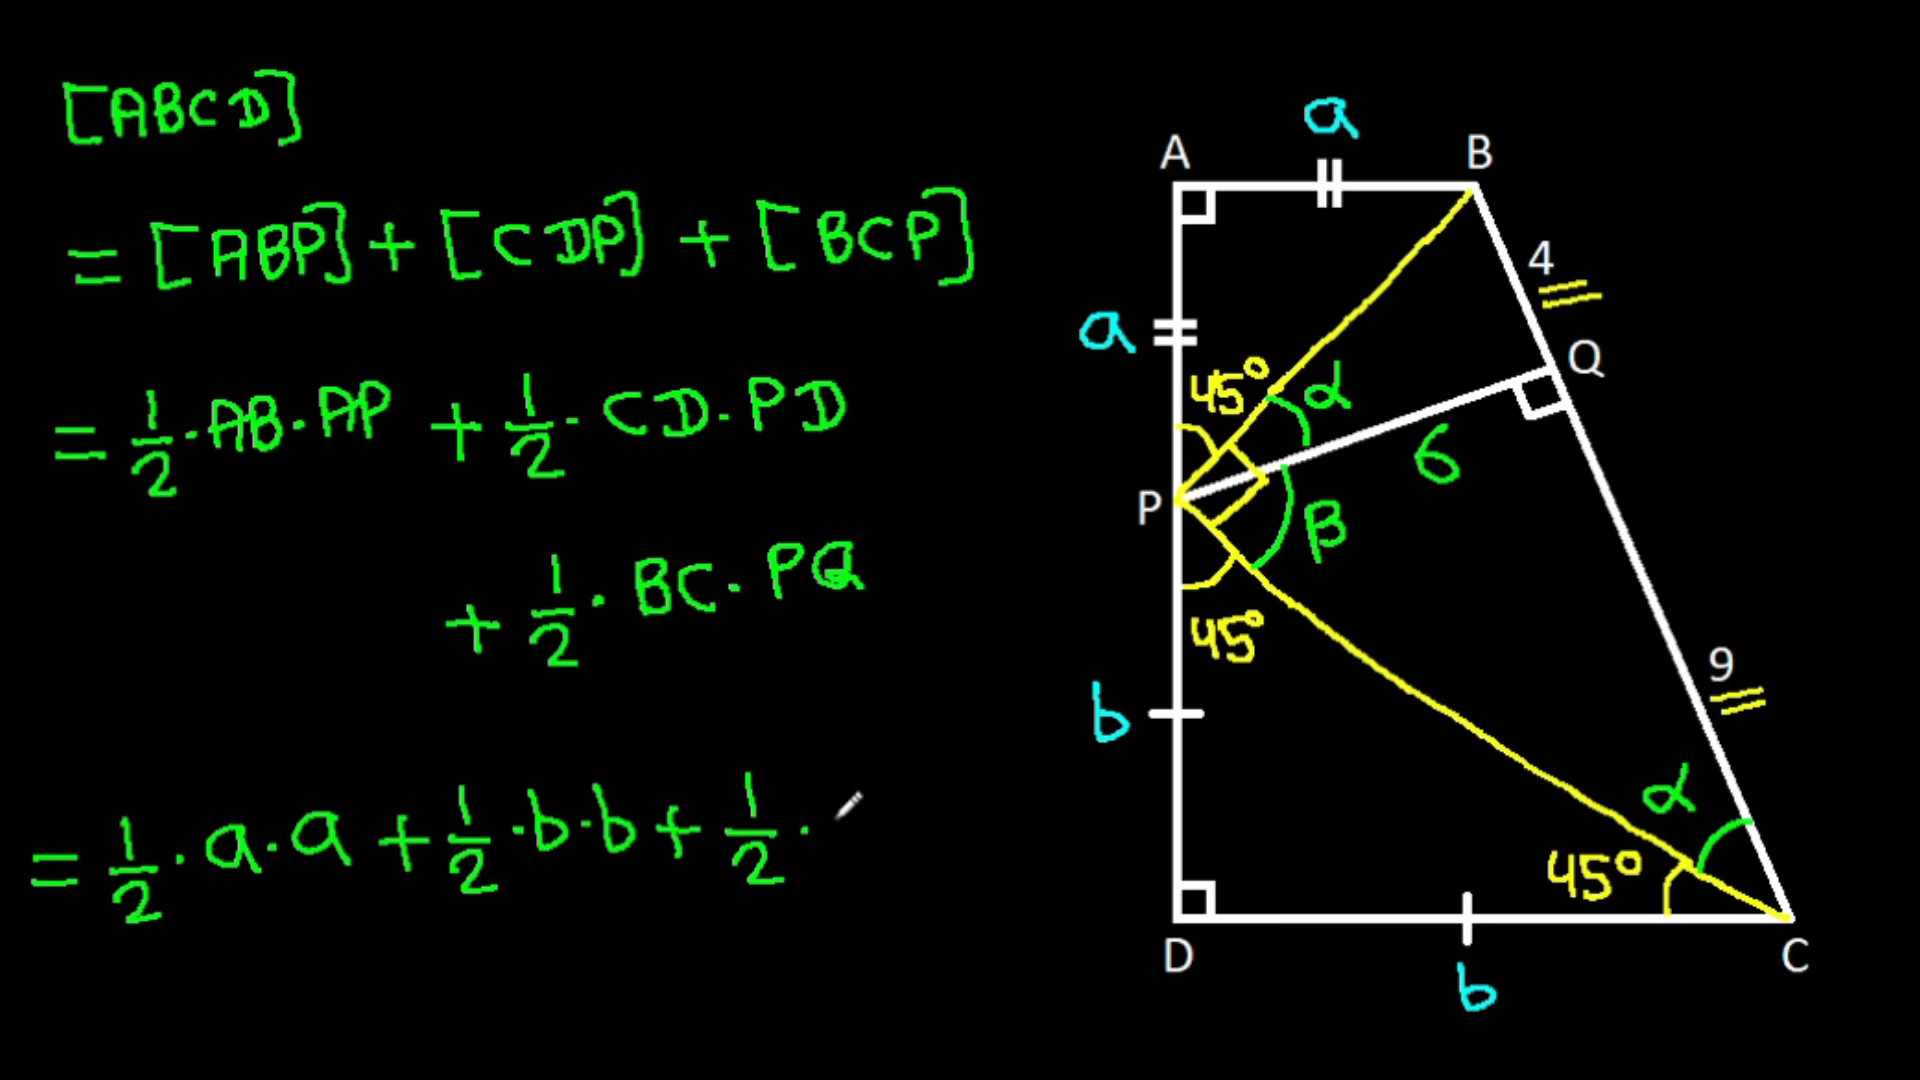 [ABCD]
= [ABP] + [CDP] + [BCP]
= 1/2 · AB · AP + 1/2 · CD · PD
+ 1/2 · BC · PQ
= 1/2 · a · a + 1/2 · b · b + 1/2 ·
a
A B
4
a
Q
45° α
6
P
β
45°
9
b
α
45°
D C
b